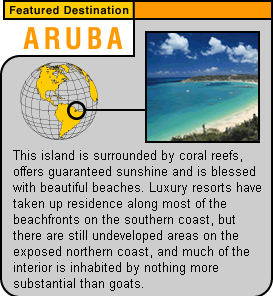 Featured Destination
ARUBA
This island is surrounded by coral reefs,
offers guaranteed sunshine and is blessed
with beautiful beaches. Luxury resorts have
taken up residence along most of the
beachfronts on the southern coast, but
there are still undeveloped areas on the
exposed northern coast, and much of the
interior is inhabited by nothing more
substantial than goats.